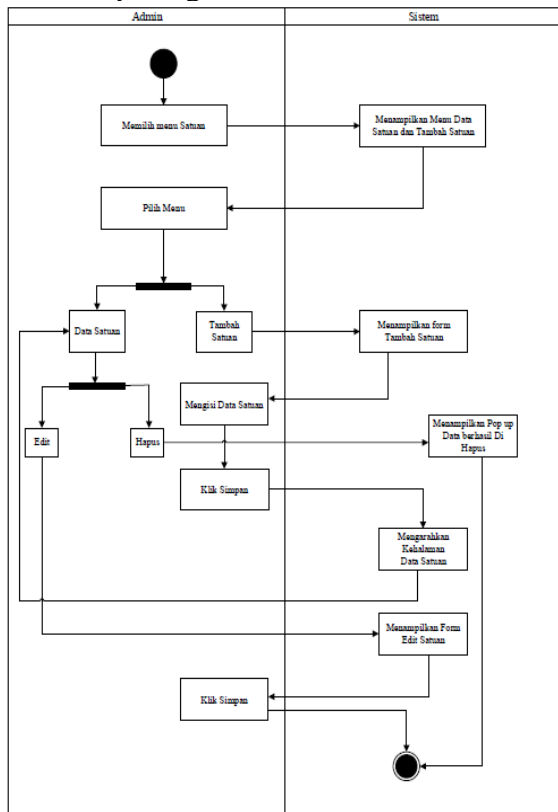 Admin
Sistem
Memilih menu Satuan
Menampilkan Menu Data
Satuan dan Tambah Satuan
Pilih Menu
Data Satuan
Tambah
Satuan
Menampilkan form
Tambah Satuan
Mengisi Data Satuan
Edit
Hapus
Menampilkan Pop up
Data berhasil Di
Hapus
Klik Simpan
Mengarahkan
Kehalaman
Data Satuan
Menampilkan Form
Edit Satuan
Klik Simpan